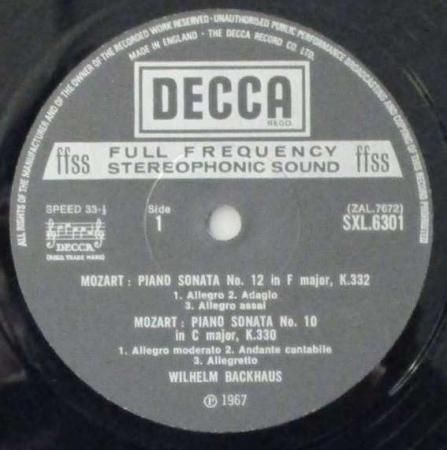 ALL RIGHTS OF THE MANUFACTURER AND OF THE OWNER OF THE RECORDED WORK RESERVED · UNAUTHORISED PUBLIC PERFORMANCE BROADCASTING AND COPYING OF THIS RECORD PROHIBITED
MADE IN ENGLAND · THE DECCA RECORD CO. LTD.
DECCA
REGD.
ffss FULL FREQUENCY STEREOPHONIC SOUND ffss
SPEED 33-⅓
Side
1
(ZAL.7672)
SXL.6301
DECCA
(REGD. TRADE MARK)
MOZART: PIANO SONATA No. 12 in F major, K.332
1. Allegro 2. Adagio
3. Allegro assai
MOZART: PIANO SONATA No. 10
in C major, K.330
1. Allegro moderato 2. Andante cantabile
3. Allegretto
WILHELM BACKHAUS
Ⓟ 1967